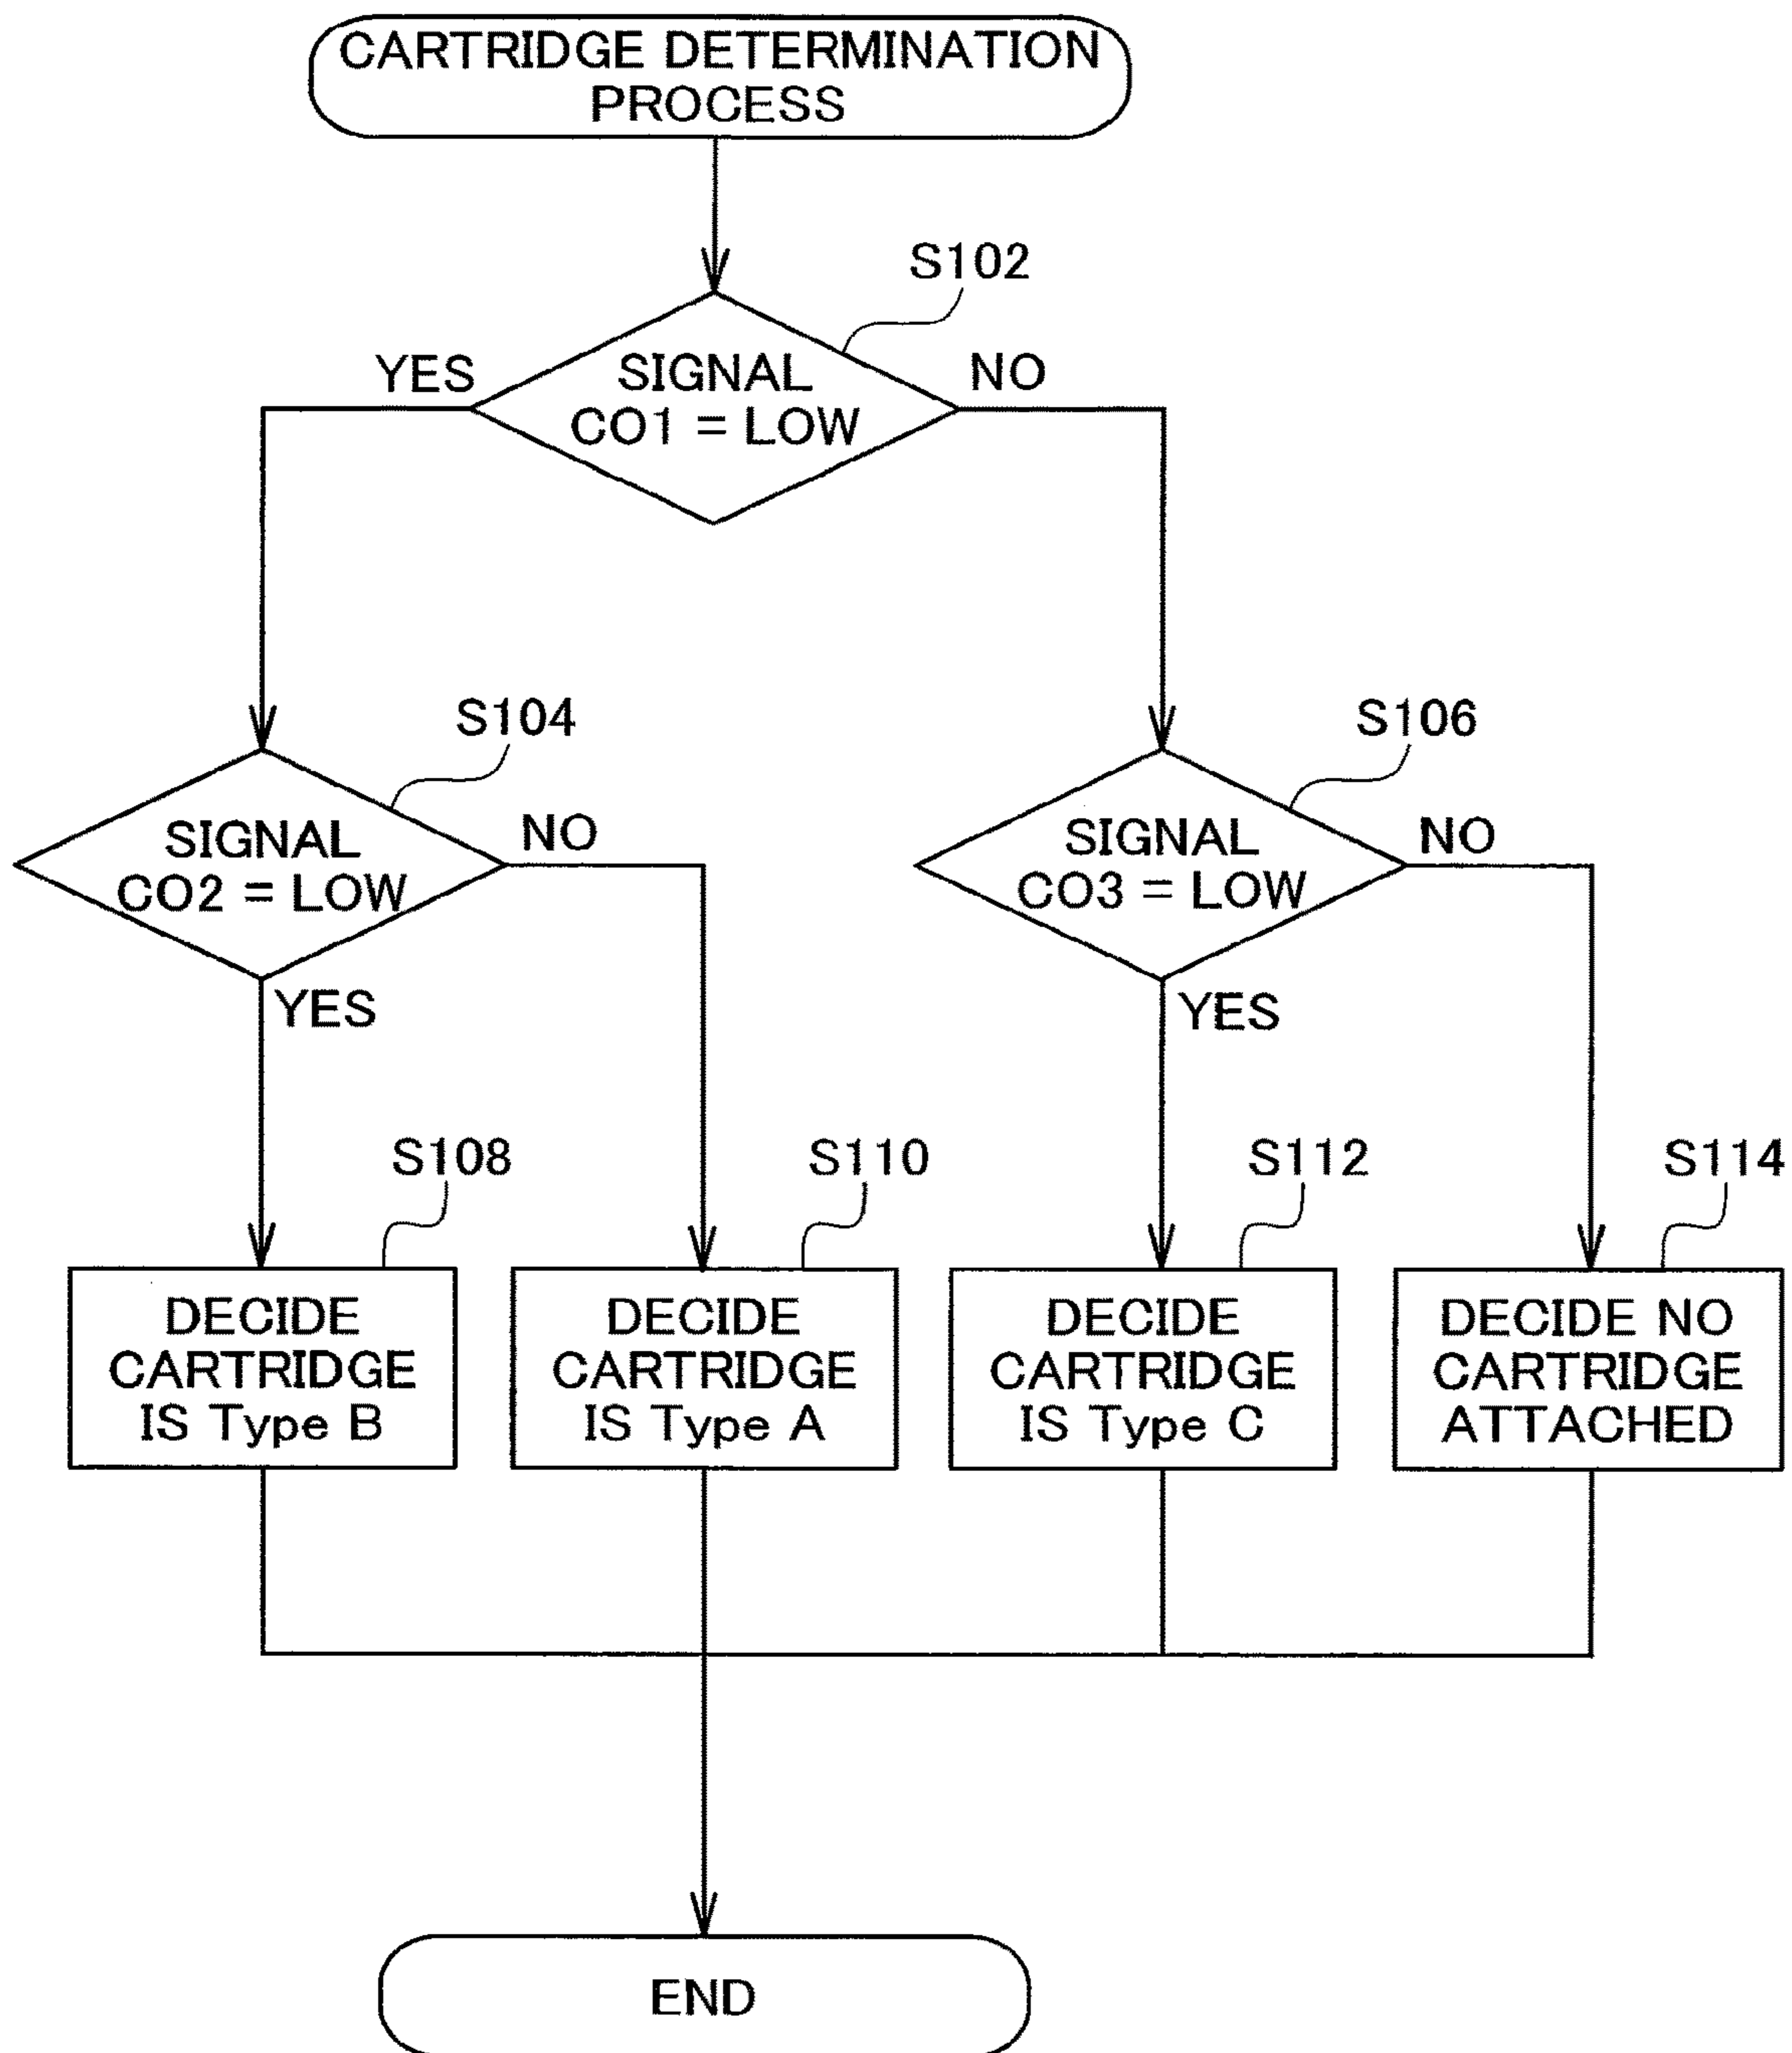 CARTRIDGE DETERMINATION
PROCESS
S102
YES
SIGNAL
CO1 = LOW
NO
S104
SIGNAL
CO2 = LOW
NO
YES
S106
SIGNAL
CO3 = LOW
NO
YES
S108
DECIDE
CARTRIDGE
IS Type B
S110
DECIDE
CARTRIDGE
IS Type A
S112
DECIDE
CARTRIDGE
IS Type C
S114
DECIDE NO
CARTRIDGE
ATTACHED
END